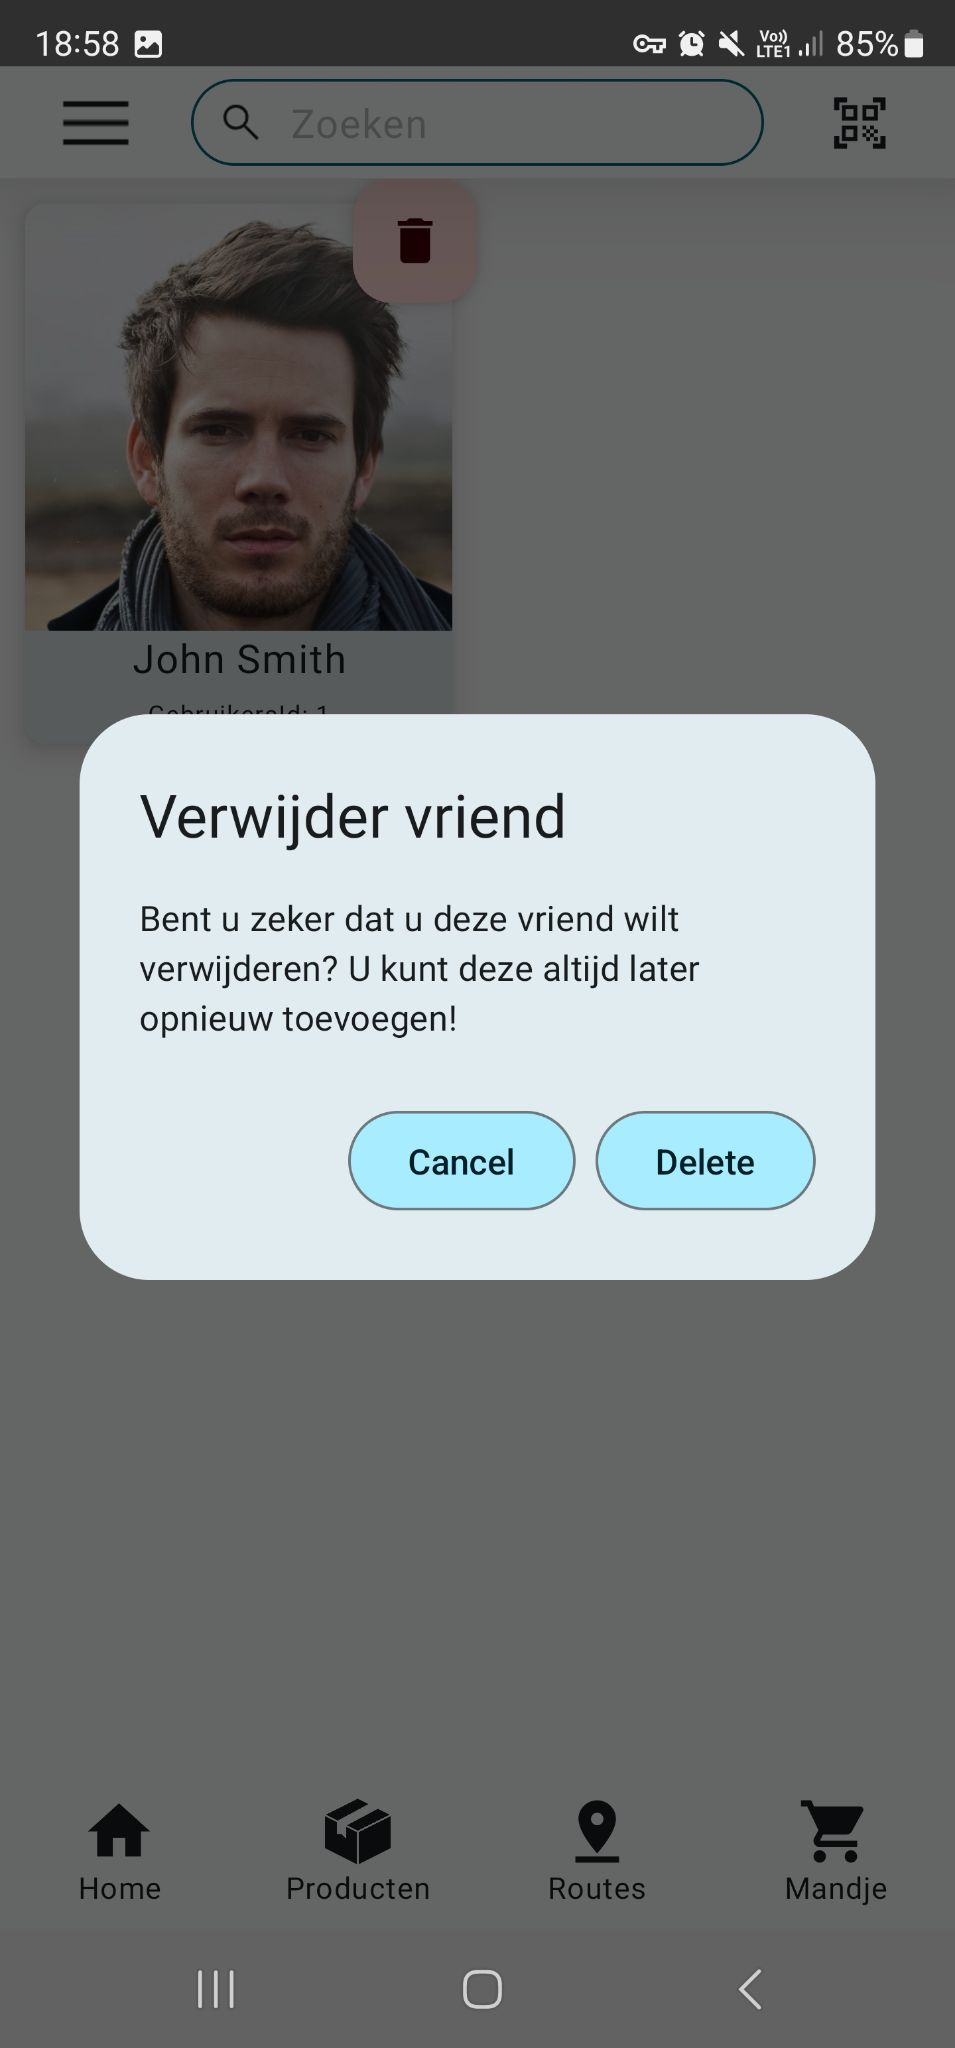 18:58 Vo)) LTE1 85%
Zoeken
John Smith
GebruikersId: 1
Verwijder vriend
Bent u zeker dat u deze vriend wilt
verwijderen? U kunt deze altijd later
opnieuw toevoegen!
Cancel Delete
Home Producten Routes Mandje